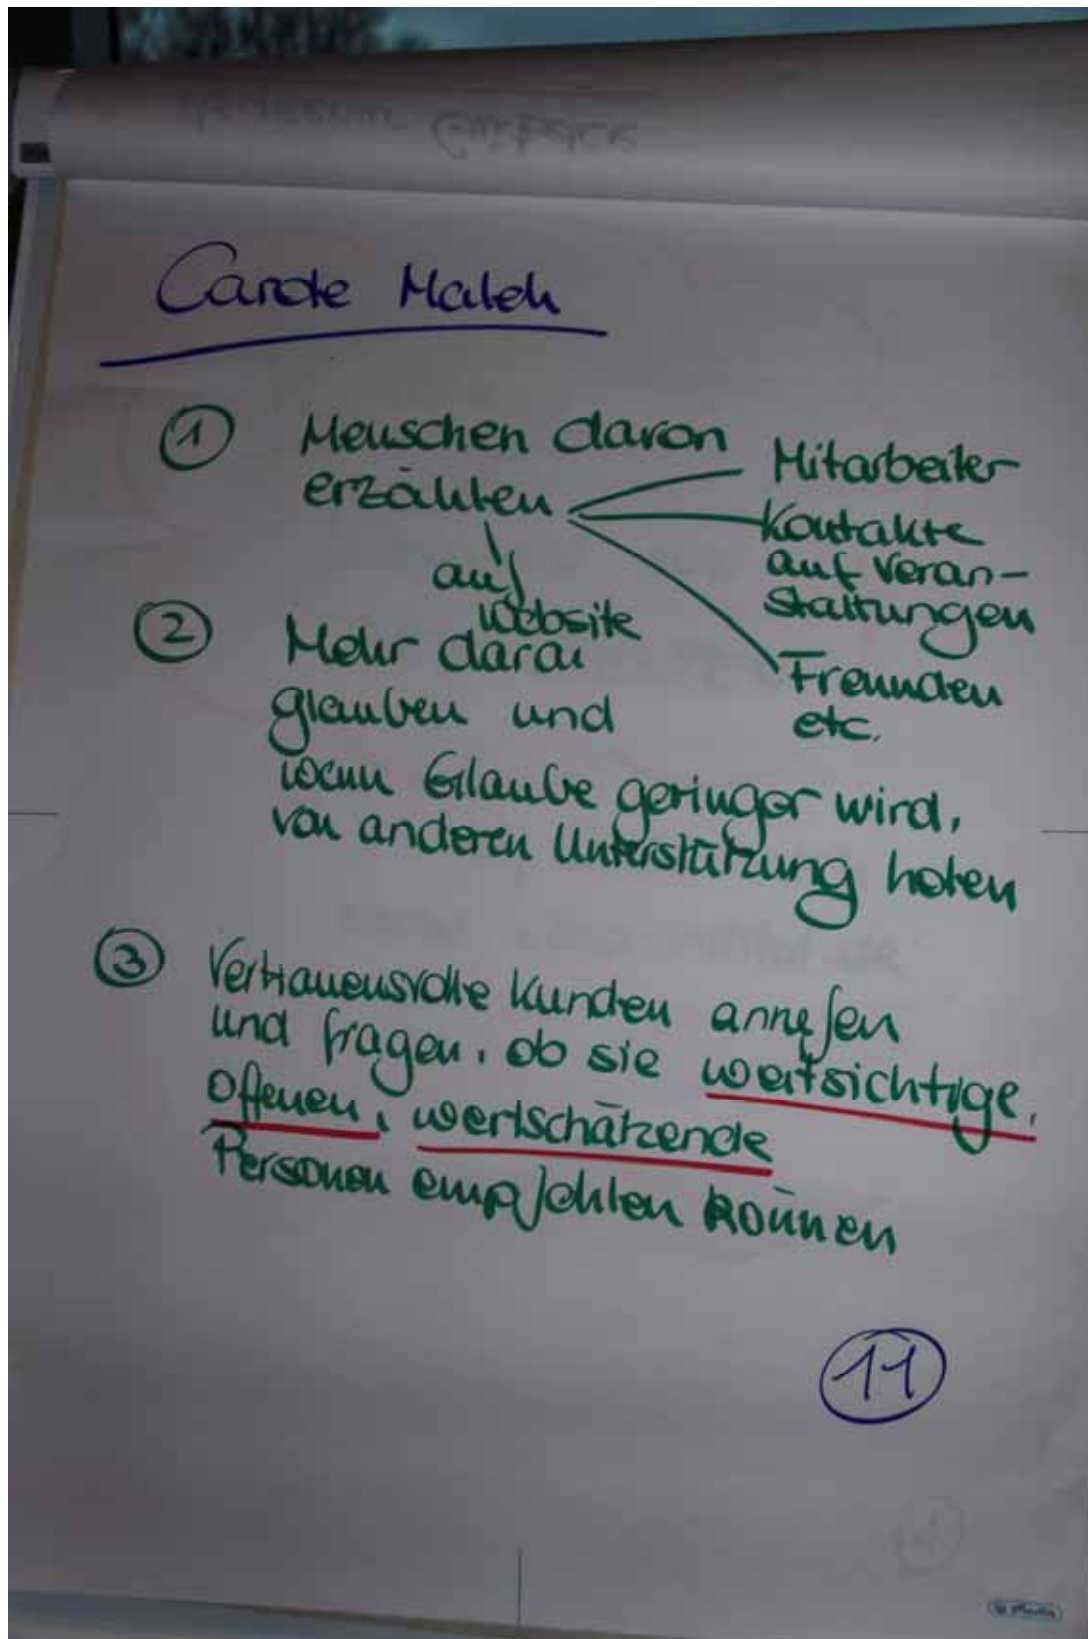 Carole Maleh
① Menschen davon
erzählen
auf
Website
Mitarbeiter
Kontakte
auf Veran-
staltungen
Freunden
etc.
② Mehr daran
glauben und
wenn Glaube geringer wird,
von anderen Unterstützung holen
③ Vertrauensvolle Kunden anrufen
und fragen, ob sie weitsichtige,
offenen, wertschätzende
Personen empfehlen können
11